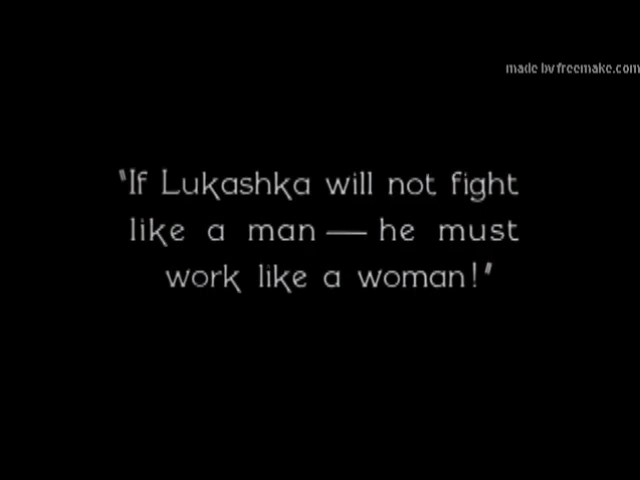 made by freemake.com
"If Lukashka will not fight
like a man — he must
work like a woman!"